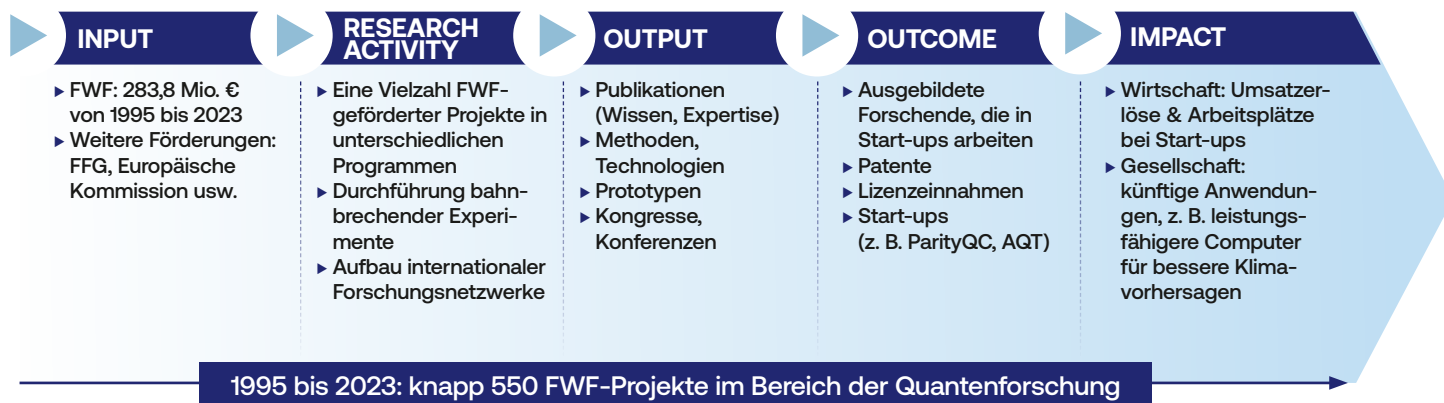 INPUT
FWF: 283,8 Mio. €
von 1995 bis 2023
Weitere Förderungen:
FFG, Europäische
Kommission usw.
RESEARCH
ACTIVITY
Eine Vielzahl FWF-
geförderter Projekte in
unterschiedlichen
Programmen
Durchführung bahn-
brechender Experi-
mente
Aufbau internationaler
Forschungsnetzwerke
OUTPUT
Publikationen
(Wissen, Expertise)
Methoden,
Technologien
Prototypen
Kongresse,
Konferenzen
OUTCOME
Ausgebildete
Forschende, die in
Start-ups arbeiten
Patente
Lizenzeinnahmen
Start-ups
(z. B. ParityQC, AQT)
IMPACT
Wirtschaft: Umsatzer-
löse & Arbeitsplätze
bei Start-ups
Gesellschaft:
künftige Anwendun-
gen, z. B. leistungs-
fähigere Computer
für bessere Klima-
vorhersagen
1995 bis 2023: knapp 550 FWF-Projekte im Bereich der Quantenforschung